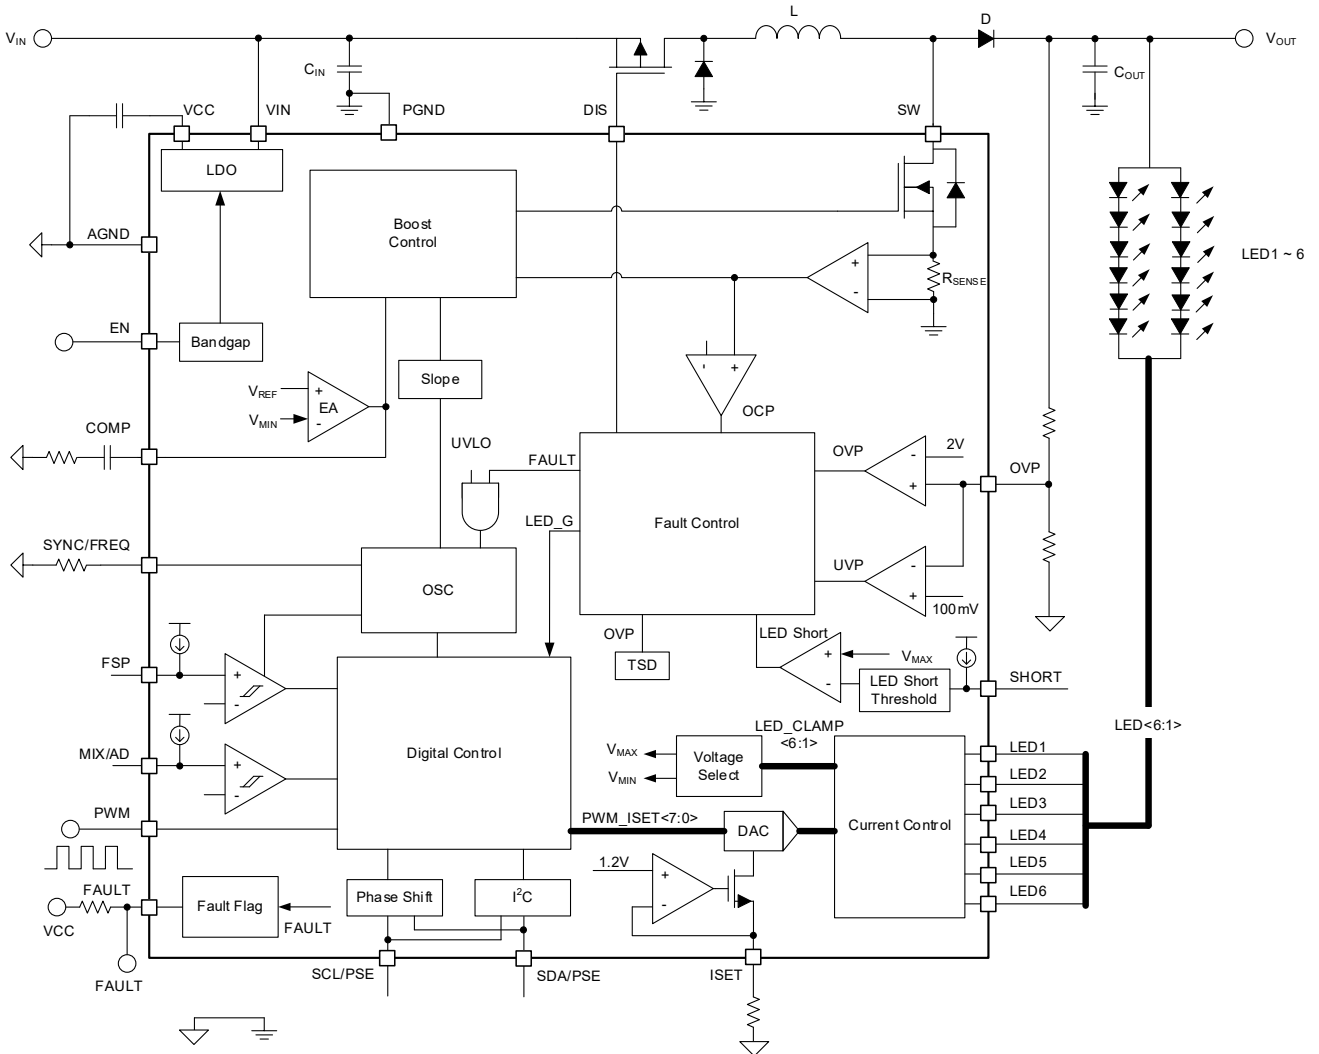 L
D
VIN
VOUT
CIN
COUT
VCC
VIN
PGND
DIS
SW
LDO
Boost
Control
AGND
+
-
RSENSE
LED1 ~ 6
EN
Bandgap
Slope
- +
OCP
VREF
VMIN
+
EA
-
COMP
UVLO
FAULT
OVP
-
2V
+
OVP
LED_G
Fault Control
SYNC/FREQ
OSC
UVP
-
+
100mV
OVP
TSD
LED Short
+
-
VMAX
LED Short
Threshold
SHORT
FSP
+
-
LED<6:1>
MIX/AD
+
-
Digital Control
VMAX
VMIN
Voltage
Select
LED_CLAMP
<6:1>
LED1
LED2
LED3
LED4
LED5
LED6
PWM
PWM_ISET<7:0>
DAC
Current Control
1.2V
+
-
FAULT
VCC
Fault Flag
FAULT
Phase Shift
I2C
FAULT
SCL/PSE
SDA/PSE
ISET